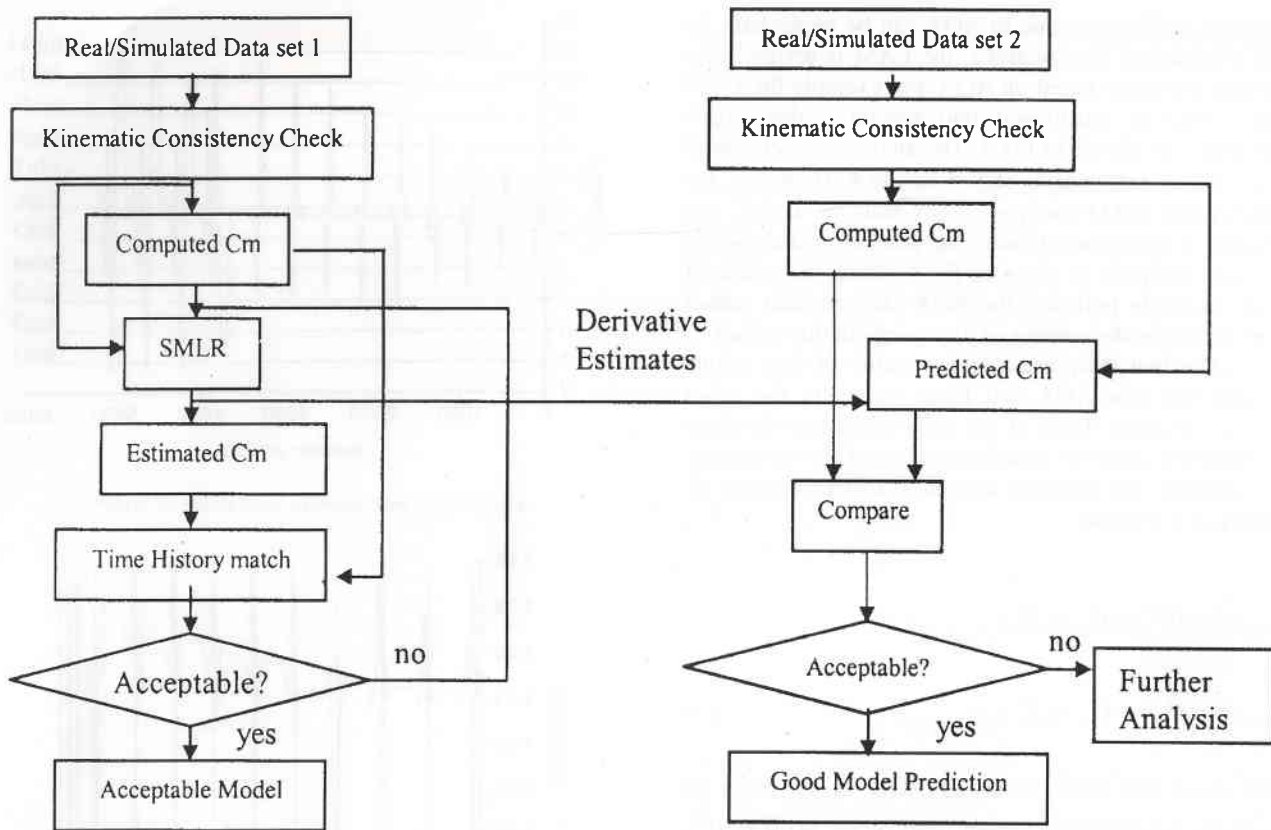 Real/Simulated Data set 1
Kinematic Consistency Check
Computed Cm
SMLR
Estimated Cm
Time History match
Acceptable?
no
yes
Acceptable Model
Derivative
Estimates
Real/Simulated Data set 2
Kinematic Consistency Check
Computed Cm
Predicted Cm
Compare
Acceptable?
no
Further
Analysis
yes
Good Model Prediction